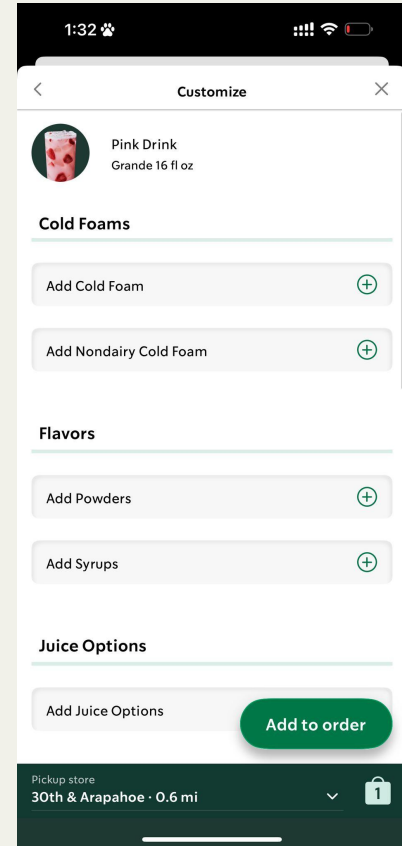 1:32
Customize
Pink Drink
Grande 16 fl oz
Cold Foams
Add Cold Foam
Add Nondairy Cold Foam
Flavors
Add Powders
Add Syrups
Juice Options
Add Juice Options
Add to order
Pickup store
30th & Arapahoe · 0.6 mi
1